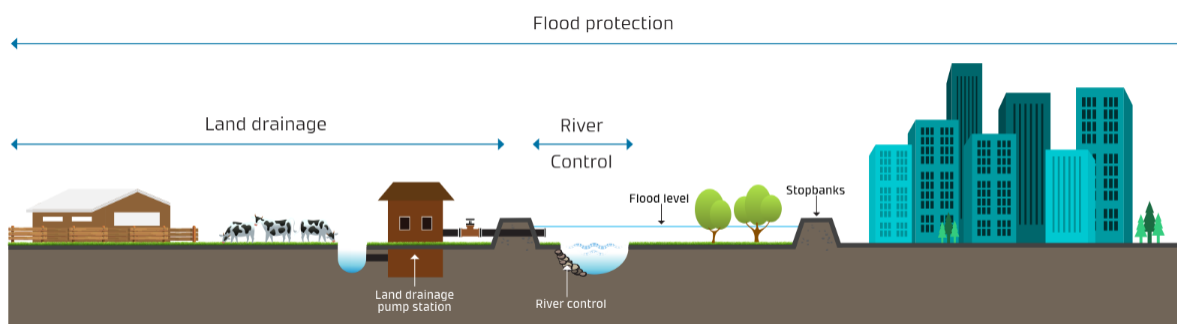 Flood protection
Land drainage
River
Control
Flood level
Stopbanks
Land drainage
pump station
River control